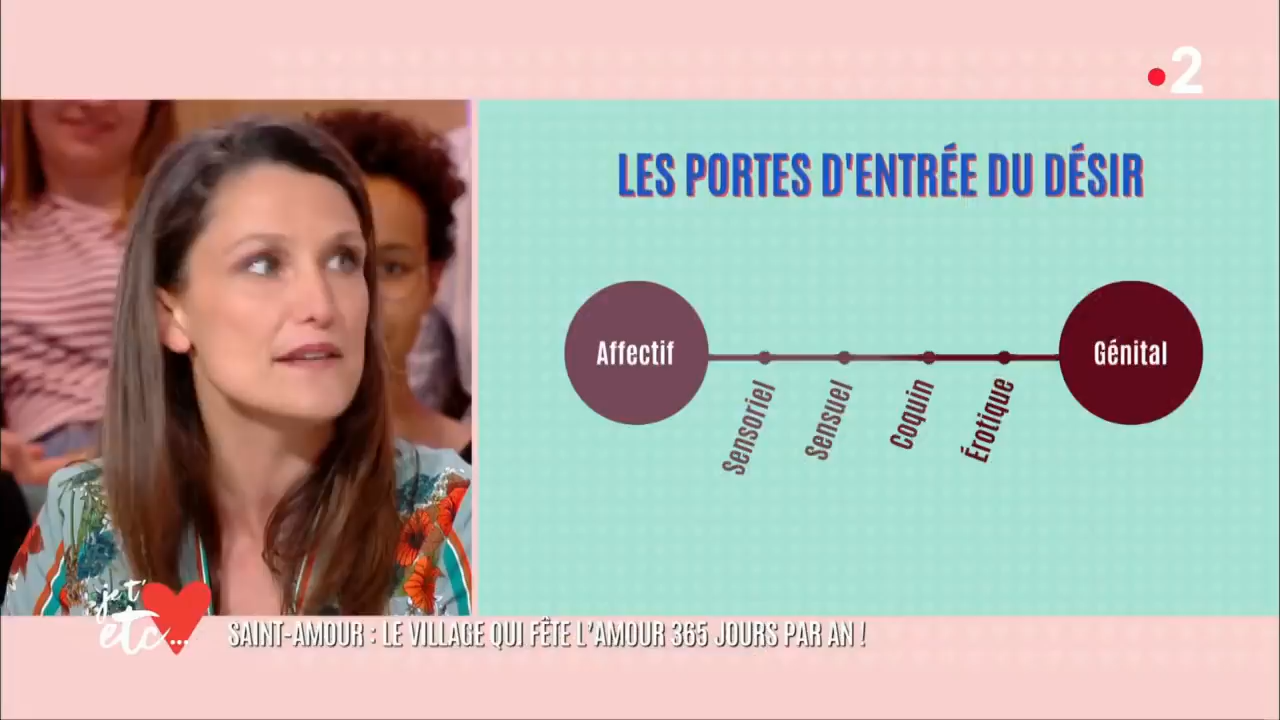 2
LES PORTES D'ENTRÉE DU DÉSIR
Affectif
Génital
Sensoriel
Sensuel
Coquin
Érotique
je t'
etc...
SAINT-AMOUR : LE VILLAGE QUI FÊTE L'AMOUR 365 JOURS PAR AN !